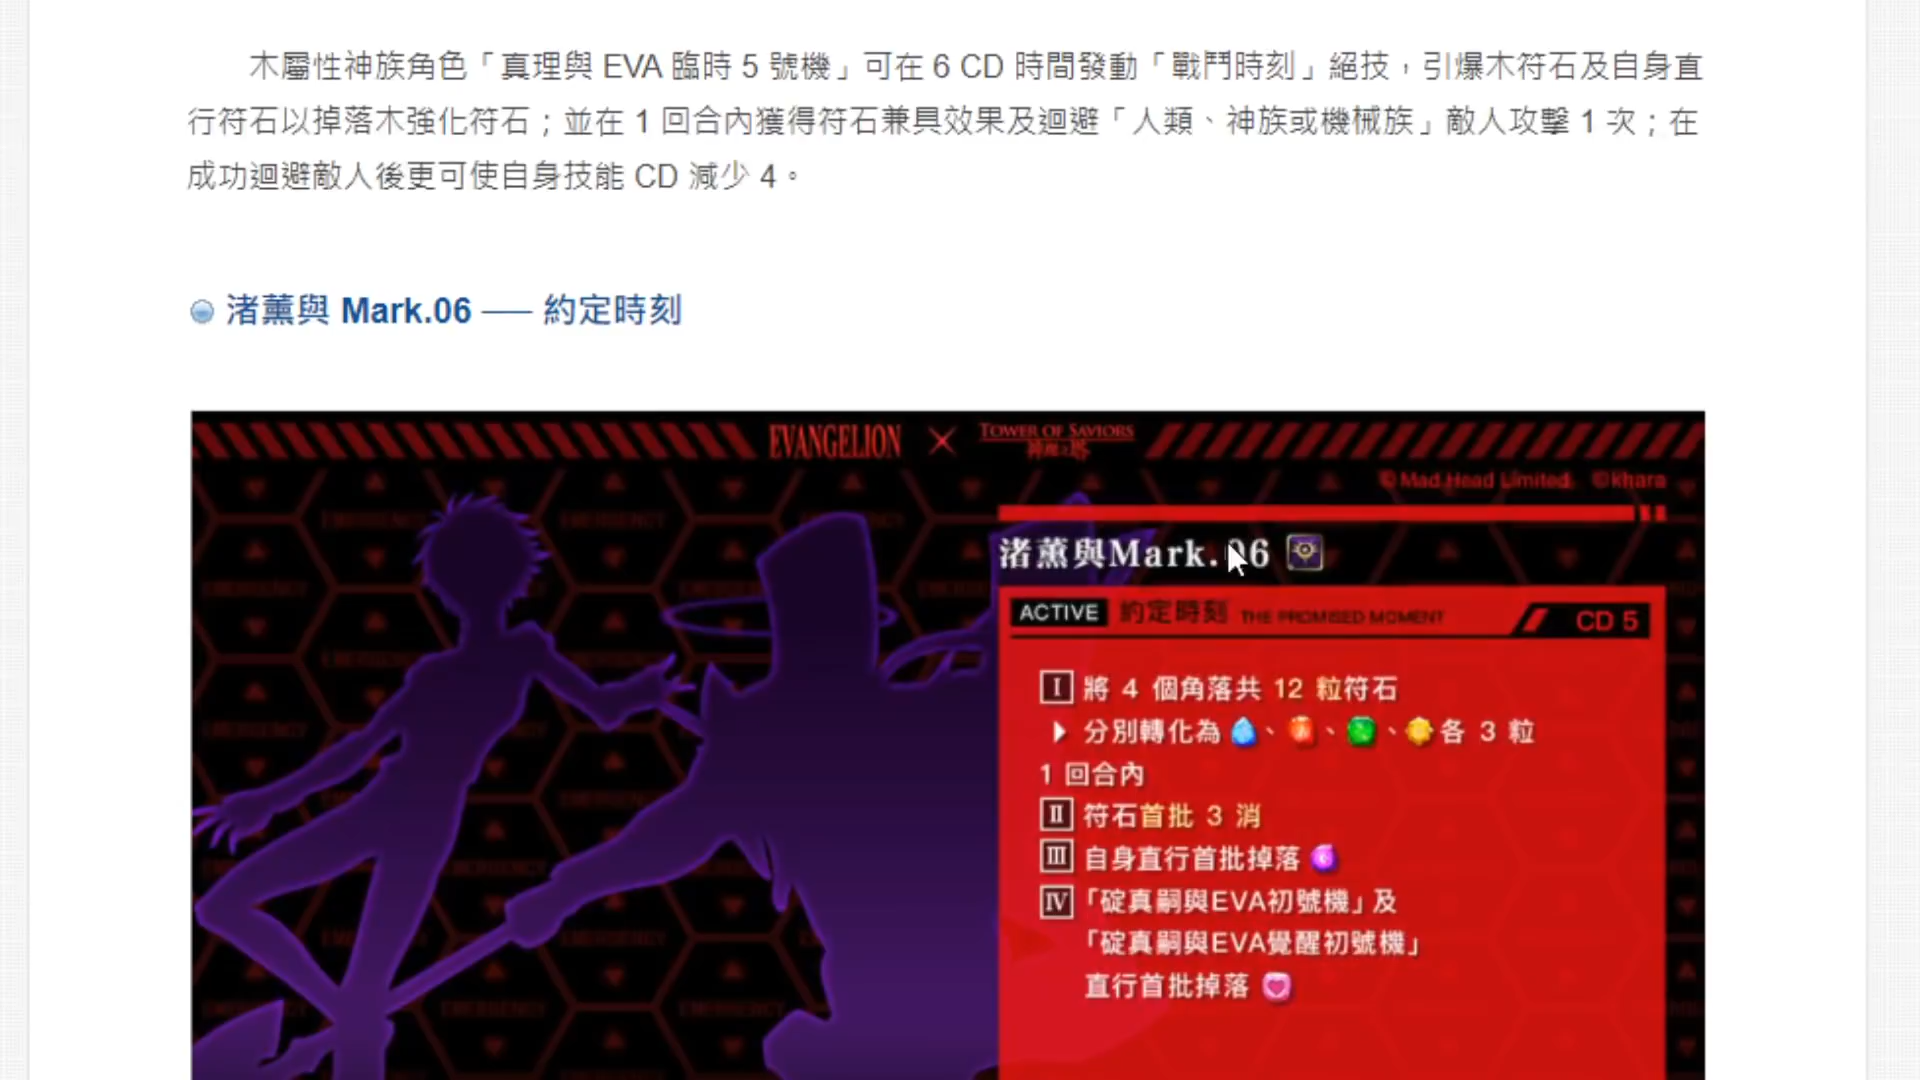 木屬性神族角色「真理與 EVA 臨時 5 號機」可在 6 CD 時間發動「戰鬥時刻」絕技，引爆木符石及自身直
行符石以掉落木強化符石；並在 1 回合內獲得符石兼具效果及迴避「人類、神族或機械族」敵人攻擊 1 次；在
成功迴避敵人後更可使自身技能 CD 減少 4。
渚薰與 Mark.06 —— 約定時刻
EVANGELION × TOWER OF SAVIORS
神魔之塔
©Mad Head Limited ©khara
渚薰與Mark.06
ACTIVE 約定時刻 THE PROMISED MOMENT CD 5
I 將 4 個角落共 12 粒符石
分別轉化為 、 、 、 各 3 粒
1 回合內
II 符石首批 3 消
III 自身直行首批掉落
IV 「碇真嗣與EVA初號機」及
「碇真嗣與EVA覺醒初號機」
直行首批掉落